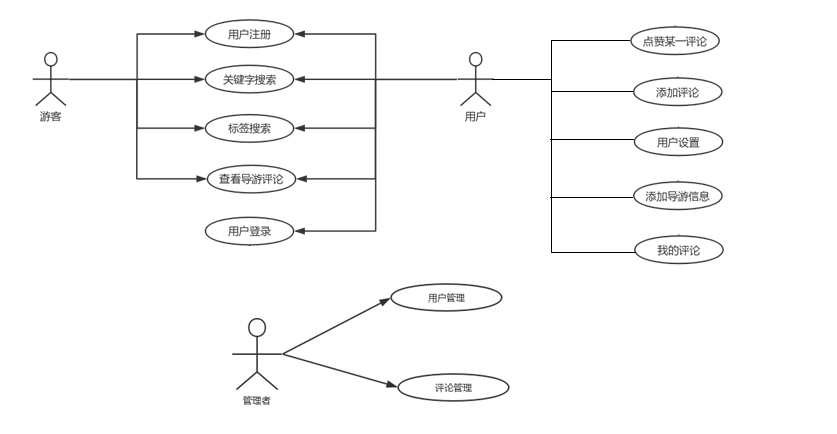 用户注册
点赞某一评论
关键字搜索
添加评论
游客
用户
标签搜索
用户设置
查看导游评论
添加导游信息
用户登录
我的评论
用户管理
评论管理
管理者